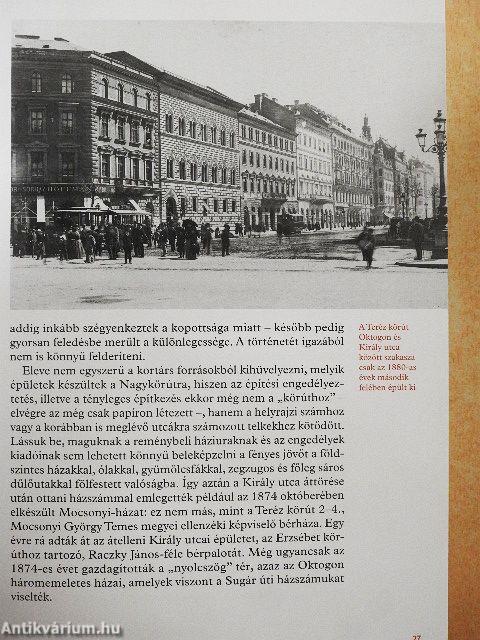 A Teréz körút
Oktogon és
Király utca
között szakasza
csak az 1880-as
évek második
felében épült ki
addig inkább szégyenkeztek a kopottsága miatt – később pedig
gyorsan feledésbe merült a különlegessége. A történetét igazából
nem is könnyű felderíteni.
Eleve nem egyszerű a kortárs forrásokból kihüvelyezni, melyik
épületek készültek a Nagykörútra, hiszen az építési engedélyez-
tetés, illetve a tényleges építkezés ekkor még nem a „körúthoz” –
elvégre az még csak papíron létezett –, hanem a helyrajzi számhoz
vagy a korábban is meglévő utcákra számozott telkekhez kötődött.
Lássuk be, maguknak a reménybeli háziuraknak és az engedélyek
kiadóinak sem lehetett könnyű beleképzelni a fényes jövőt a föld-
szintes házakkal, ólakkal, gyümölcsfákkal, zegzugos és főleg sáros
dűlőutakkal fölfestett valóságba. Így aztán a Király utca áttörése
után ottani házszámmal emlegették például az 1874 októberében
elkészült Mocsonyi-házat: ez nem más, mint a Teréz körút 2–4.,
Mocsonyi György Temes megyei ellenzéki képviselő bérháza. Egy
évre rá adták át az átelleni Király utcai épületet, az Erzsébet kör-
úthoz tartozó, Raczky János-féle bérpalotát. Még ugyancsak az
1874-es évet gazdagították a „nyolcszög” tér, azaz az Oktogon
háromemeletes házai, amelyek viszont a Sugár úti házszámukat
viselték.
27
Antikvárium.hu